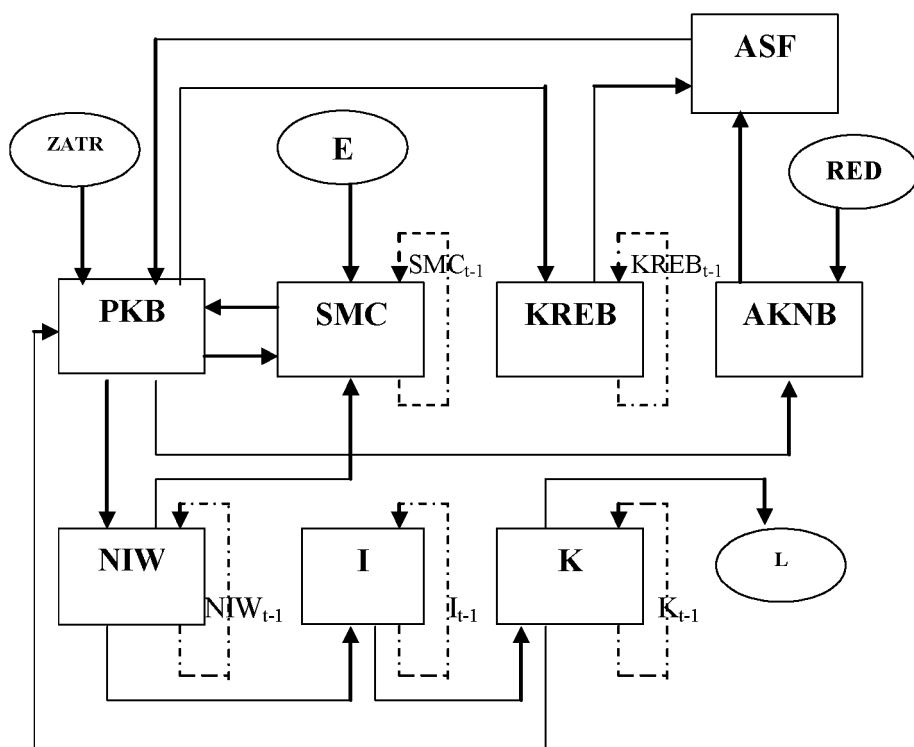 ASF
ZATR
E
RED
SMCt-1
KREBt-1
PKB
SMC
KREB
AKNB
NIW
I
K
L
NIWt-1
It-1
Kt-1